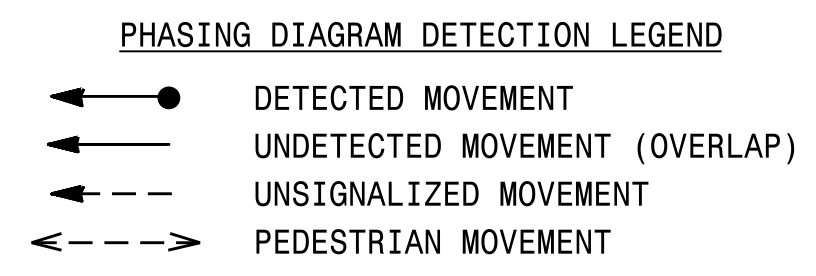 PHASING DIAGRAM DETECTION LEGEND
DETECTED MOVEMENT
UNDETECTED MOVEMENT (OVERLAP)
UNSIGNALIZED MOVEMENT
PEDESTRIAN MOVEMENT